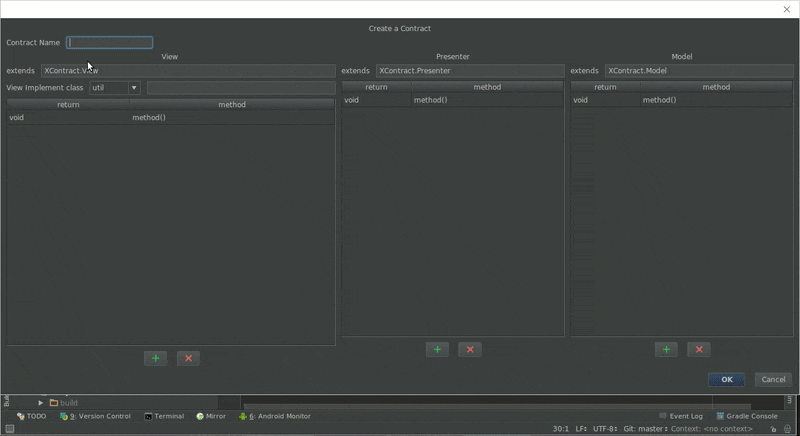 Create a Contract
Contract Name
View
Presenter
Model
extends XContract.View
extends XContract.Presenter
extends XContract.Model
View Implement class util
return method
return method
return method
void method()
void method()
void method()
OK Cancel
build
TODO 9: Version Control Terminal Mirror 6: Android Monitor Event Log Gradle Console
30:1 LF÷ UTF-8÷ Git: master÷ Context: <no context>